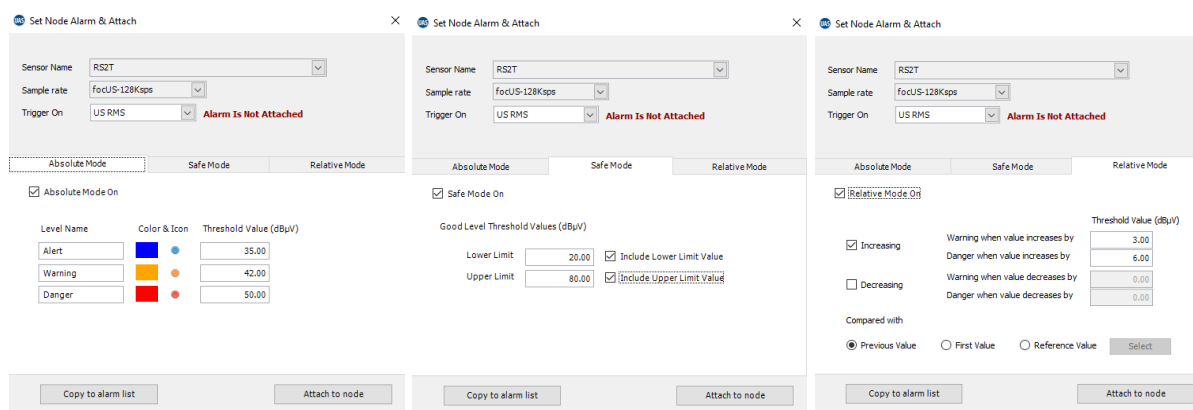 UAS Set Node Alarm & Attach
Sensor Name RS2T
Sample rate focUS-128Ksps
Trigger On US RMS Alarm Is Not Attached
Absolute Mode Safe Mode Relative Mode
Absolute Mode On
Level Name Color & Icon Threshold Value (dBµV)
Alert 35.00
Warning 42.00
Danger 50.00
Copy to alarm list Attach to node
UAS Set Node Alarm & Attach
Sensor Name RS2T
Sample rate focUS-128Ksps
Trigger On US RMS Alarm Is Not Attached
Absolute Mode Safe Mode Relative Mode
Safe Mode On
Good Level Threshold Values (dBµV)
Lower Limit 20.00 Include Lower Limit Value
Upper Limit 80.00 Include Upper Limit Value
Copy to alarm list Attach to node
UAS Set Node Alarm & Attach
Sensor Name RS2T
Sample rate focUS-128Ksps
Trigger On US RMS Alarm Is Not Attached
Absolute Mode Safe Mode Relative Mode
Relative Mode On
Threshold Value (dBµV)
Increasing
Warning when value increases by 3.00
Danger when value increases by 6.00
Decreasing
Warning when value decreases by 0.00
Danger when value decreases by 0.00
Compared with
Previous Value First Value Reference Value Select
Copy to alarm list Attach to node